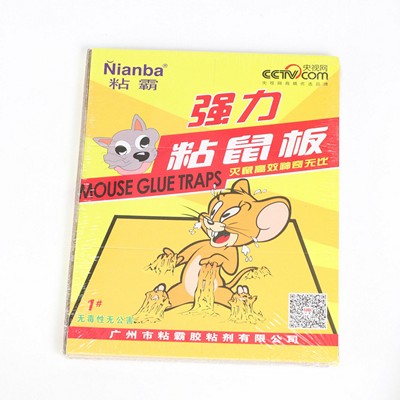 Nianba®
粘霸
CCTV.com 央视网
强力
粘鼠板
灭鼠高效神奇无比
MOUSE GLUE TRAPS
1#
无毒性无公害
广州市粘霸胶粘剂有限公司